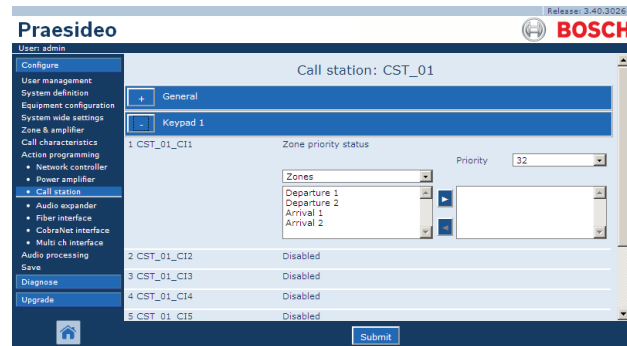 Release: 3.40.3026
Praesideo
BOSCH
User: admin
Configure
User management
System definition
Equipment configuration
System wide settings
Zone & amplifier
Call characteristics
Action programming
• Network controller
• Power amplifier
• Call station
• Audio expander
• Fiber interface
• CobraNet interface
• Multi ch interface
Audio processing
Save
Diagnose
Upgrade
Call station: CST_01
+ General
- Keypad 1
1 CST_01_CI1 Zone priority status
Priority 32
Zones
Departure 1
Departure 2
Arrival 1
Arrival 2
2 CST_01_CI2 Disabled
3 CST_01_CI3 Disabled
4 CST_01_CI4 Disabled
5 CST_01_CI5 Disabled
Submit